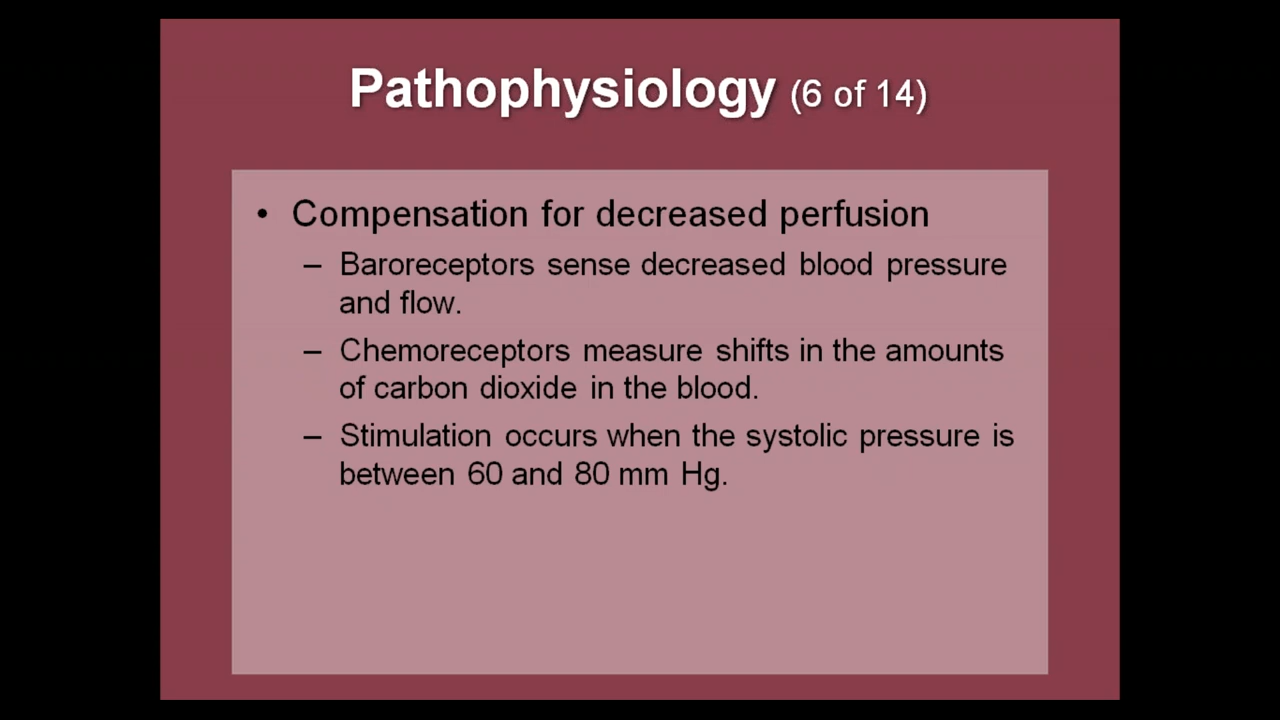 Pathophysiology (6 of 14)
• Compensation for decreased perfusion
– Baroreceptors sense decreased blood pressure
and flow.
– Chemoreceptors measure shifts in the amounts
of carbon dioxide in the blood.
– Stimulation occurs when the systolic pressure is
between 60 and 80 mm Hg.